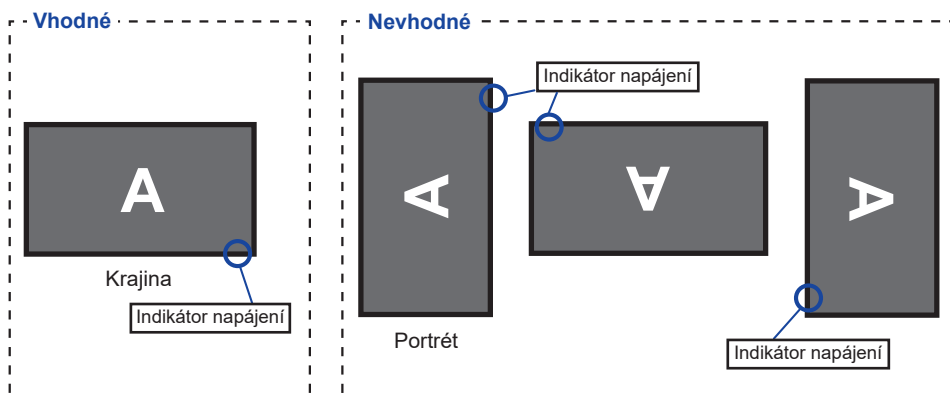 Vhodné
A
Krajina
Indikátor napájení
Nevhodné
Indikátor napájení
A
A
A
Portrét
Indikátor napájení